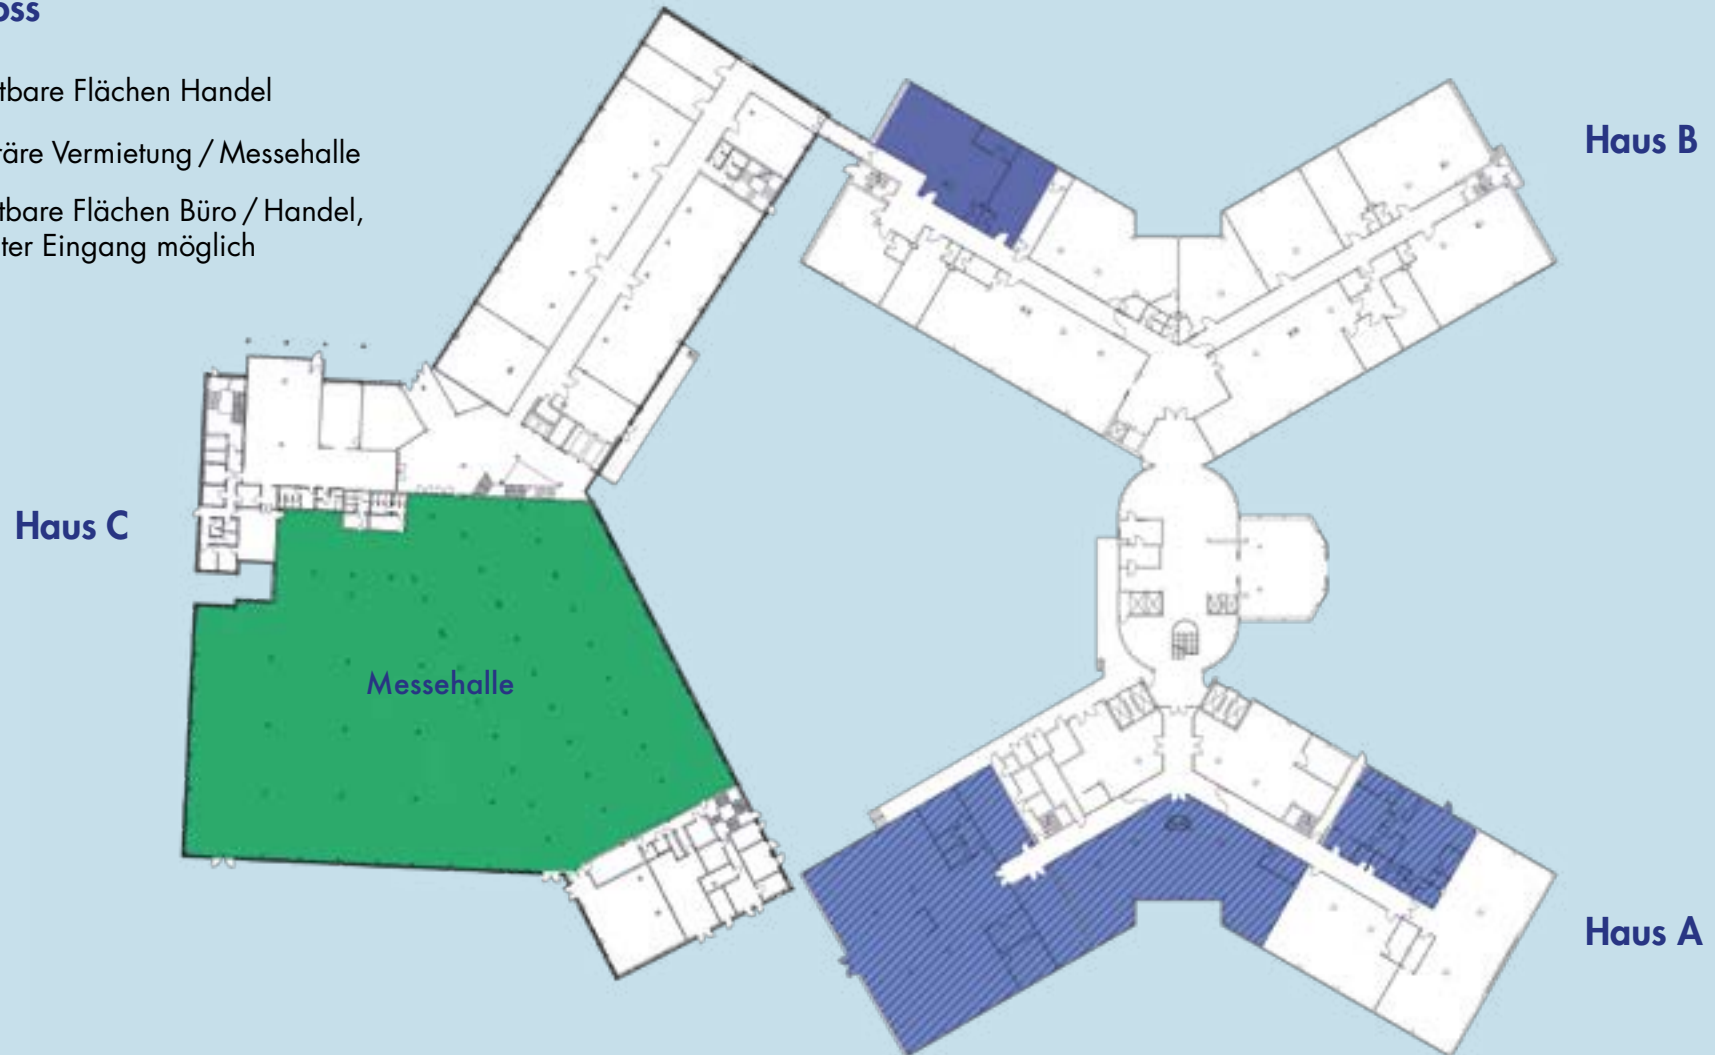 oss
tbare Flächen Handel
räre Vermietung / Messehalle
tbare Flächen Büro / Handel,
ter Eingang möglich
Haus B
Haus C
Messehalle
Haus A